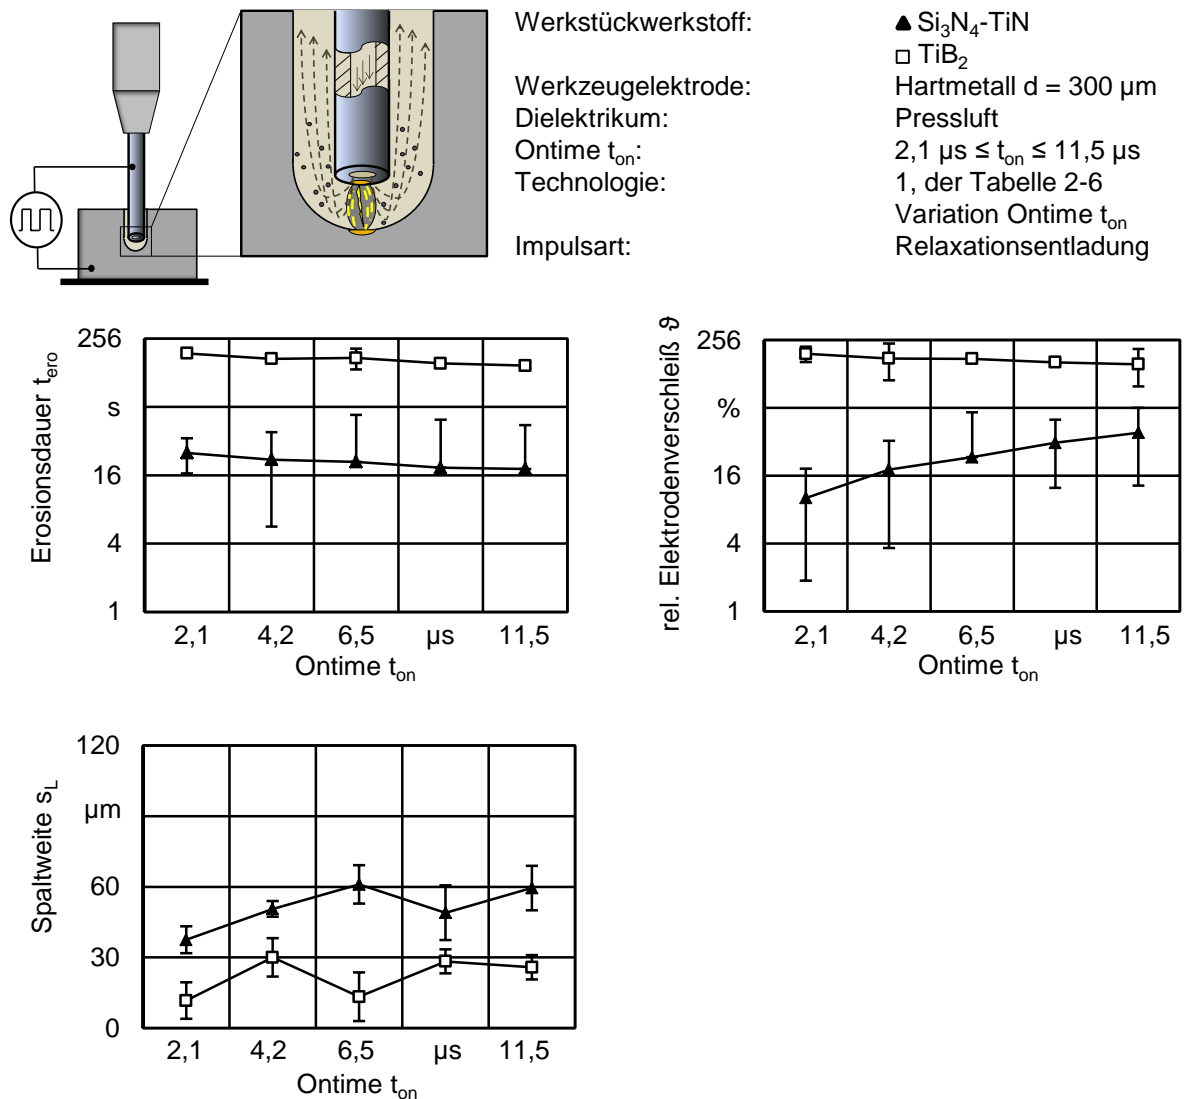 Werkstückwerkstoff: ▲ Si₃N₄-TiN
□ TiB₂
Werkzeugelektrode: Hartmetall d = 300 µm
Dielektrikum: Pressluft
Ontime tₒₙ: 2,1 µs ≤ tₒₙ ≤ 11,5 µs
Technologie: 1, der Tabelle 2-6
Variation Ontime tₒₙ
Impulsart: Relaxationsentladung
Erosionsdauer tₑᵣₒ
256
s
16
4
1
2,1 4,2 6,5 µs 11,5
Ontime tₒₙ
rel. Elektrodenverschleiß ϑ
256
%
16
4
1
2,1 4,2 6,5 µs 11,5
Ontime tₒₙ
Spaltweite s_L
120
µm
60
30
0
2,1 4,2 6,5 µs 11,5
Ontime tₒₙ